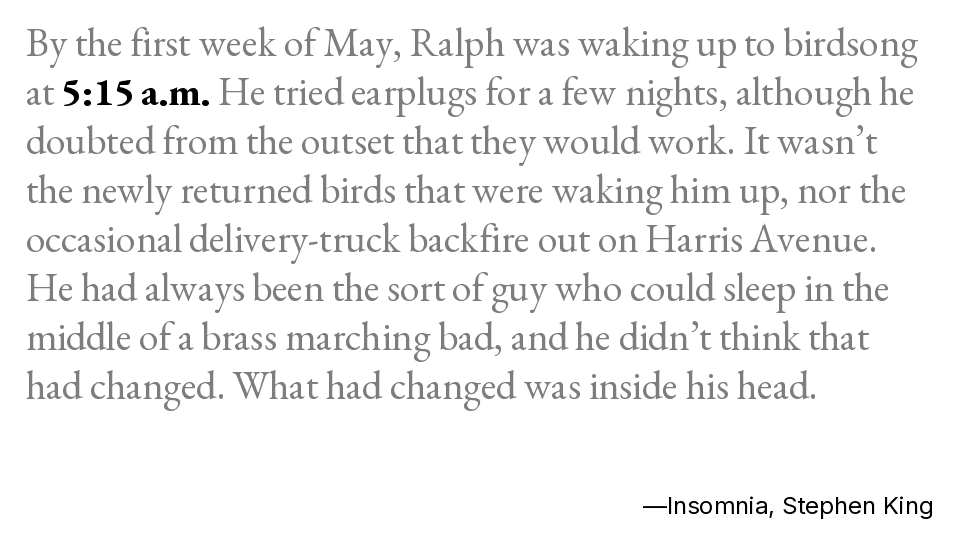 By the first week of May, Ralph was waking up to birdsong
at 5:15 a.m. He tried earplugs for a few nights, although he
doubted from the outset that they would work. It wasn’t
the newly returned birds that were waking him up, nor the
occasional delivery-truck backfire out on Harris Avenue.
He had always been the sort of guy who could sleep in the
middle of a brass marching bad, and he didn’t think that
had changed. What had changed was inside his head.
—Insomnia, Stephen King